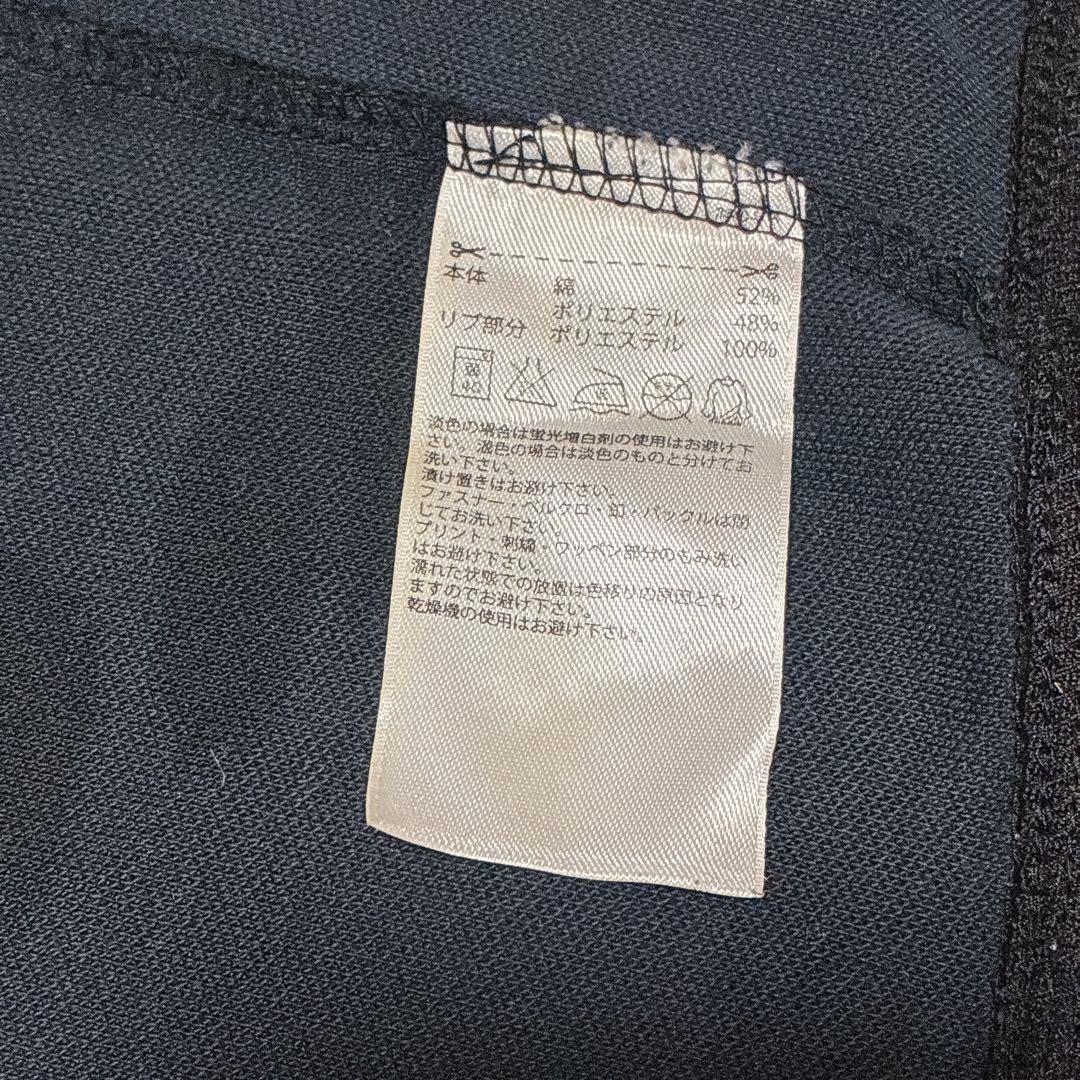 本体 綿 52%
ポリエステル 48%
リブ部分 ポリエステル 100%
弱
40
淡色の場合は蛍光増白剤の使用はお避け下
さい。濃色の場合は淡色のものと分けてお
洗い下さい。
漬け置きはお避け下さい。
ファスナー・ベルクロ・釦・バックルは閉
じてお洗い下さい。
プリント・刺繍・ワッペン部分のもみ洗い
はお避け下さい。
濡れた状態での放置は色移りの原因となり
ますのでお避け下さい。
乾燥機の使用はお避け下さい。